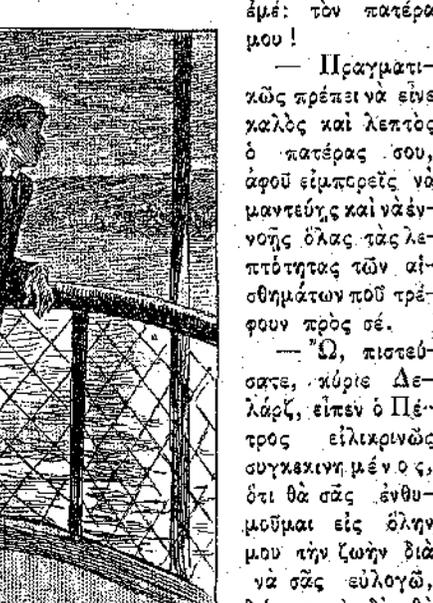 ἐμέ: τὸν πατέρα
μου!
— Πραγματι-
κῶς πρέπει νὰ εἶνε
καλὸς καὶ λεπτὸς
ὁ πατέρας σου,
ἀφοῦ εἰμπορεῖς νὰ
μαντεύῃς καὶ νὰ ἐν-
νοῇς ὅλας τὰς λε-
πτότητας τῶν αἰ-
σθημάτων ποῦ τρέ-
φουν πρὸς σέ.
— Ὢ, πιστεύ-
σατε, κύριε Δε-
λάρζ, εἶπεν ὁ Πέ-
τρος εἰλικρινῶς
συγκεκινημένος,
ὅτι θὰ σᾶς ἐνθυ-
μοῦμαι εἰς ὅλην
μου τὴν ζωὴν διὰ
νὰ σᾶς εὐλογῶ,